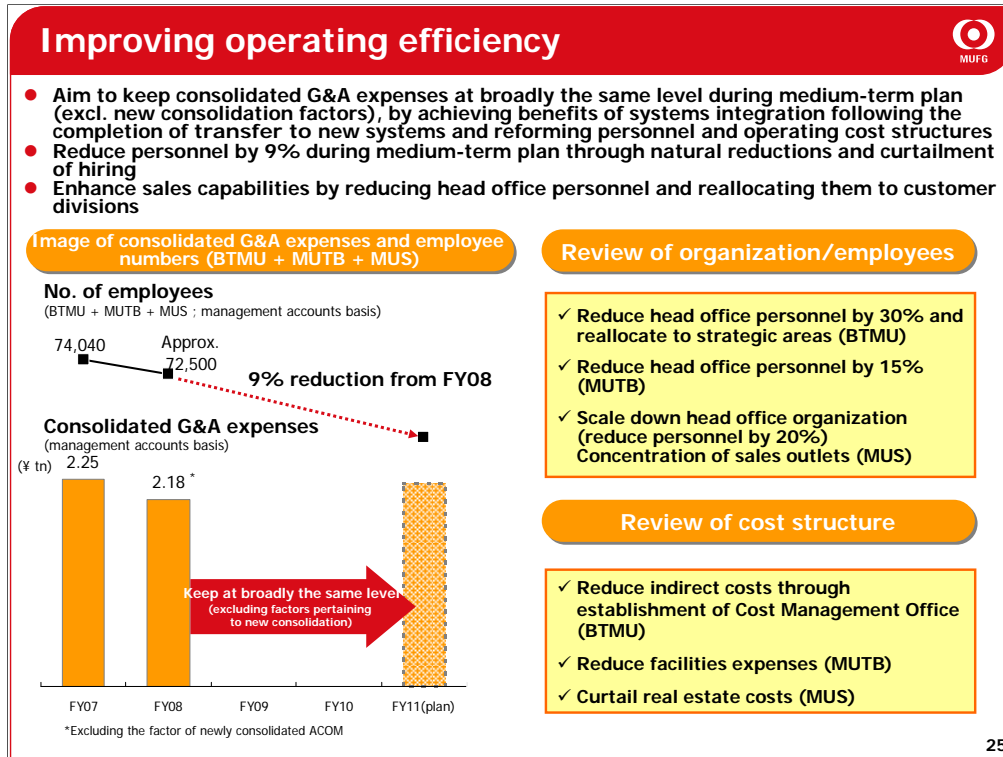 Improving operating efficiency
MUFG
● Aim to keep consolidated G&A expenses at broadly the same level during medium-term plan
(excl. new consolidation factors), by achieving benefits of systems integration following the
completion of transfer to new systems and reforming personnel and operating cost structures
● Reduce personnel by 9% during medium-term plan through natural reductions and curtailment
of hiring
● Enhance sales capabilities by reducing head office personnel and reallocating them to customer
divisions
Image of consolidated G&A expenses and employee
numbers (BTMU + MUTB + MUS)
No. of employees
(BTMU + MUTB + MUS ; management accounts basis)
74,040
Approx.
72,500
9% reduction from FY08
Consolidated G&A expenses
(management accounts basis)
(¥ tn)
2.25
2.18 *
Keep at broadly the same level
(excluding factors pertaining
to new consolidation)
FY07 FY08 FY09 FY10 FY11(plan)
*Excluding the factor of newly consolidated ACOM
Review of organization/employees
✓ Reduce head office personnel by 30% and
reallocate to strategic areas (BTMU)
✓ Reduce head office personnel by 15%
(MUTB)
✓ Scale down head office organization
(reduce personnel by 20%)
Concentration of sales outlets (MUS)
Review of cost structure
✓ Reduce indirect costs through
establishment of Cost Management Office
(BTMU)
✓ Reduce facilities expenses (MUTB)
✓ Curtail real estate costs (MUS)
25